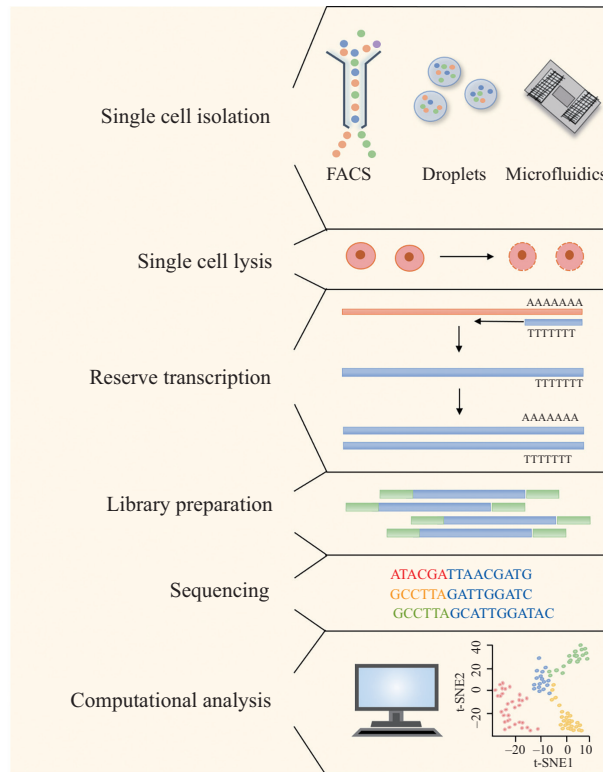 Single cell isolation
FACS
Droplets
Microfluidics
Single cell lysis
AAAAAAA
TTTTTTT
Reserve transcription
TTTTTTT
AAAAAAA
TTTTTTT
Library preparation
Sequencing
ATACGATTAACGATG
GCCTTAGATTGGATC
GCCTTAGCATTGGATAC
Computational analysis
t-SNE2
40
20
0
−20
−20
−10
0
10
t-SNE1